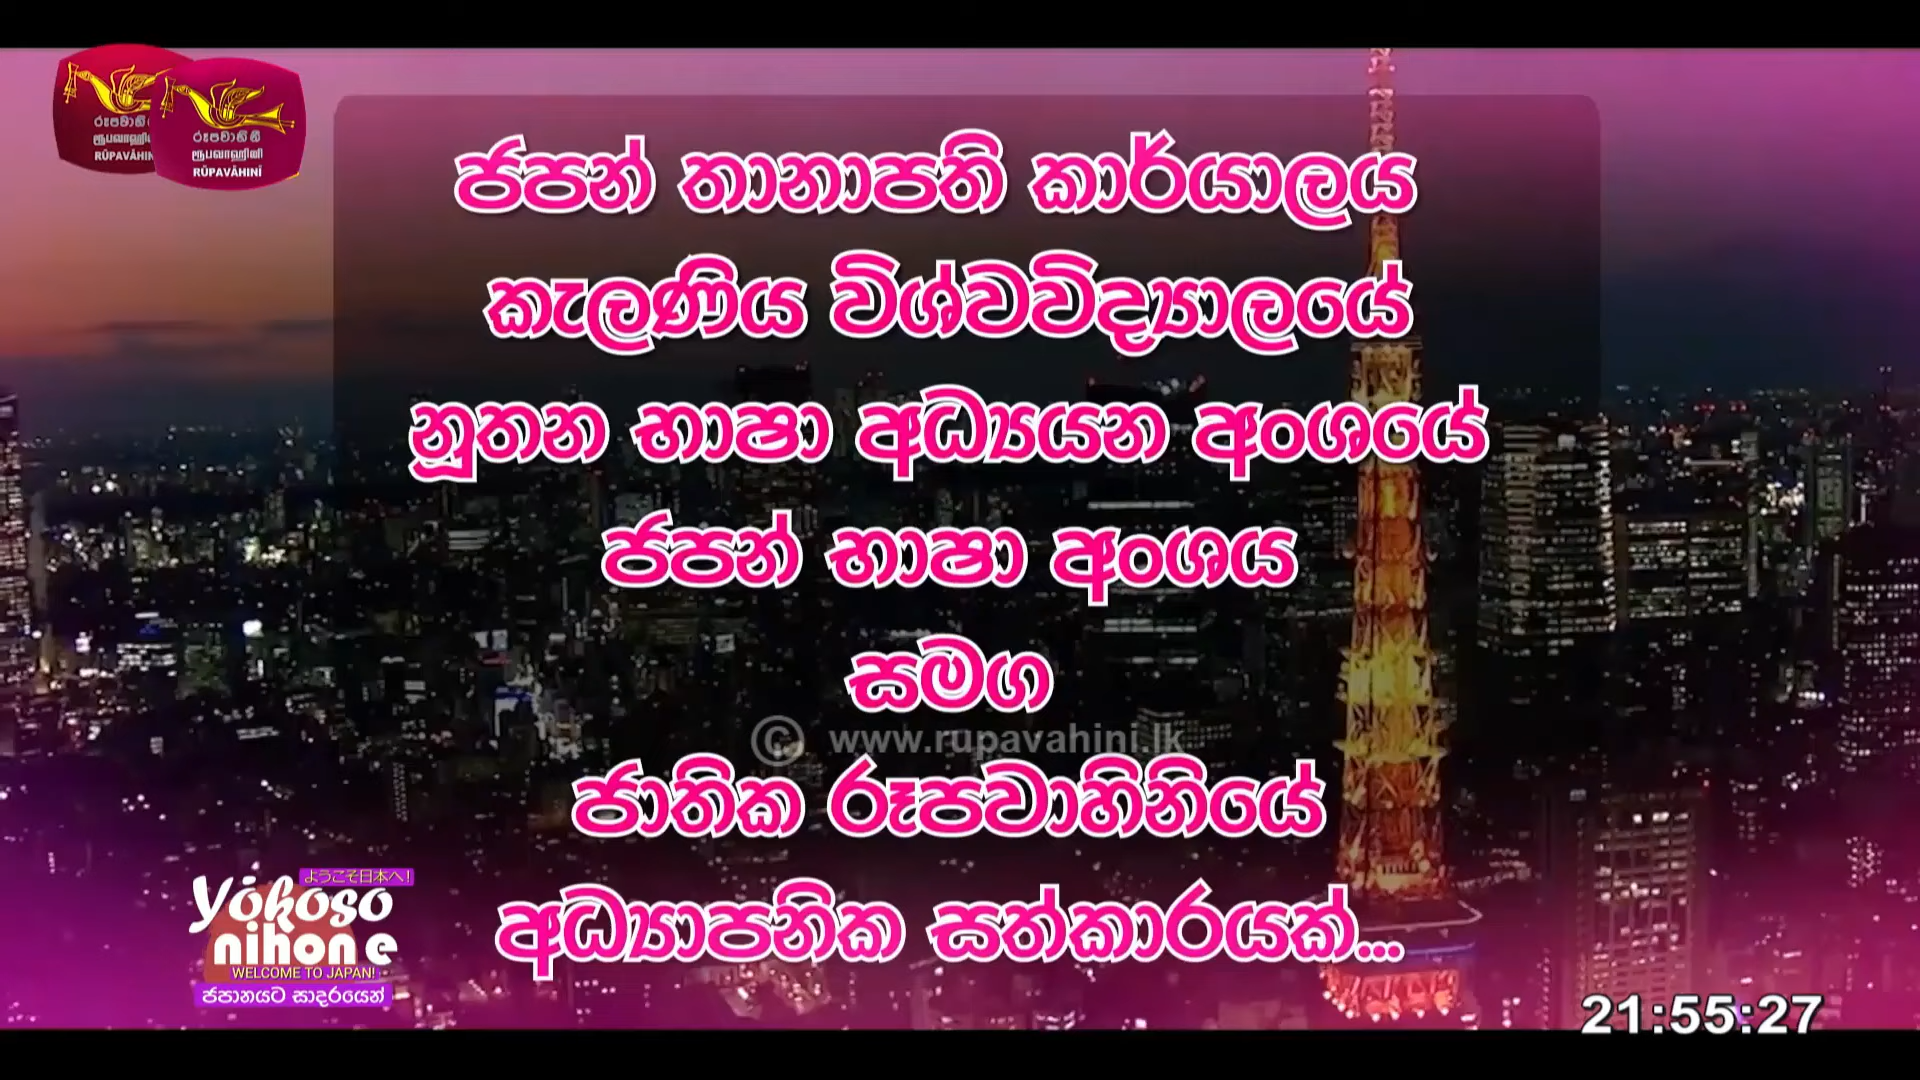 රූපවාහිනී
ரூபவாஹினி
RŪPAVĀHINĪ
ජපන් තානාපති කාර්යාලය
කැලණිය විශ්වවිද්‍යාලයේ
නූතන භාෂා අධ්‍යයන අංශයේ
ජපන් භාෂා අංශය
සමග
© www.rupavahini.lk
ජාතික රූපවාහිනියේ
අධ්‍යාපනික සත්කාරයක්...
ようこそ日本へ!
Yokoso
nihon e
WELCOME TO JAPAN!
ජපානයට සාදරයෙන්
21:55:27